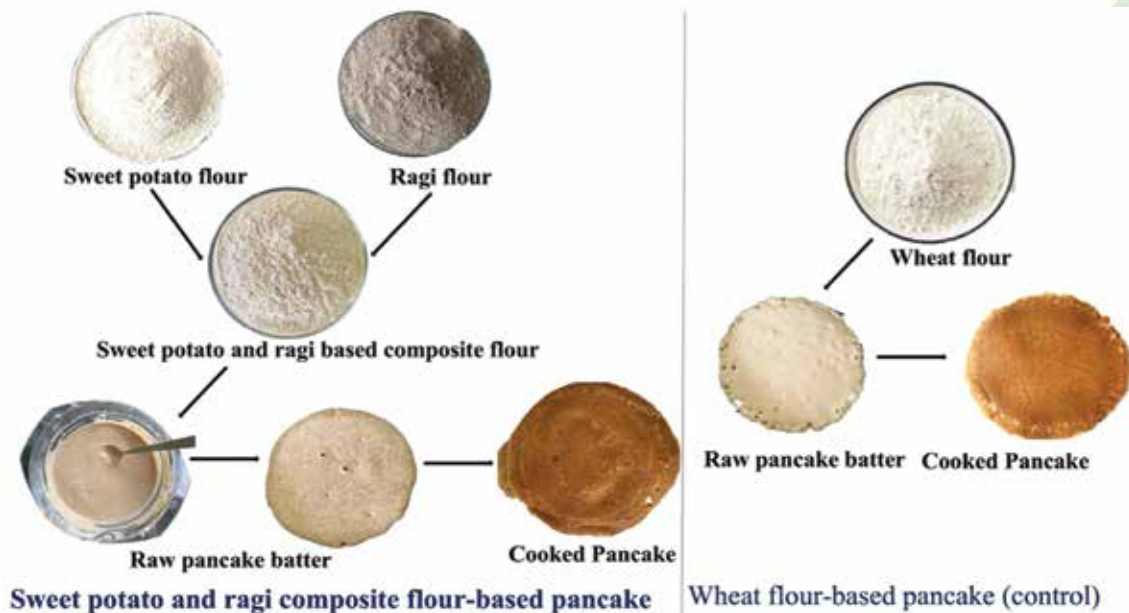 Sweet potato flour
Ragi flour
Sweet potato and ragi based composite flour
Raw pancake batter
Cooked Pancake
Sweet potato and ragi composite flour-based pancake
Wheat flour
Raw pancake batter
Cooked Pancake
Wheat flour-based pancake (control)